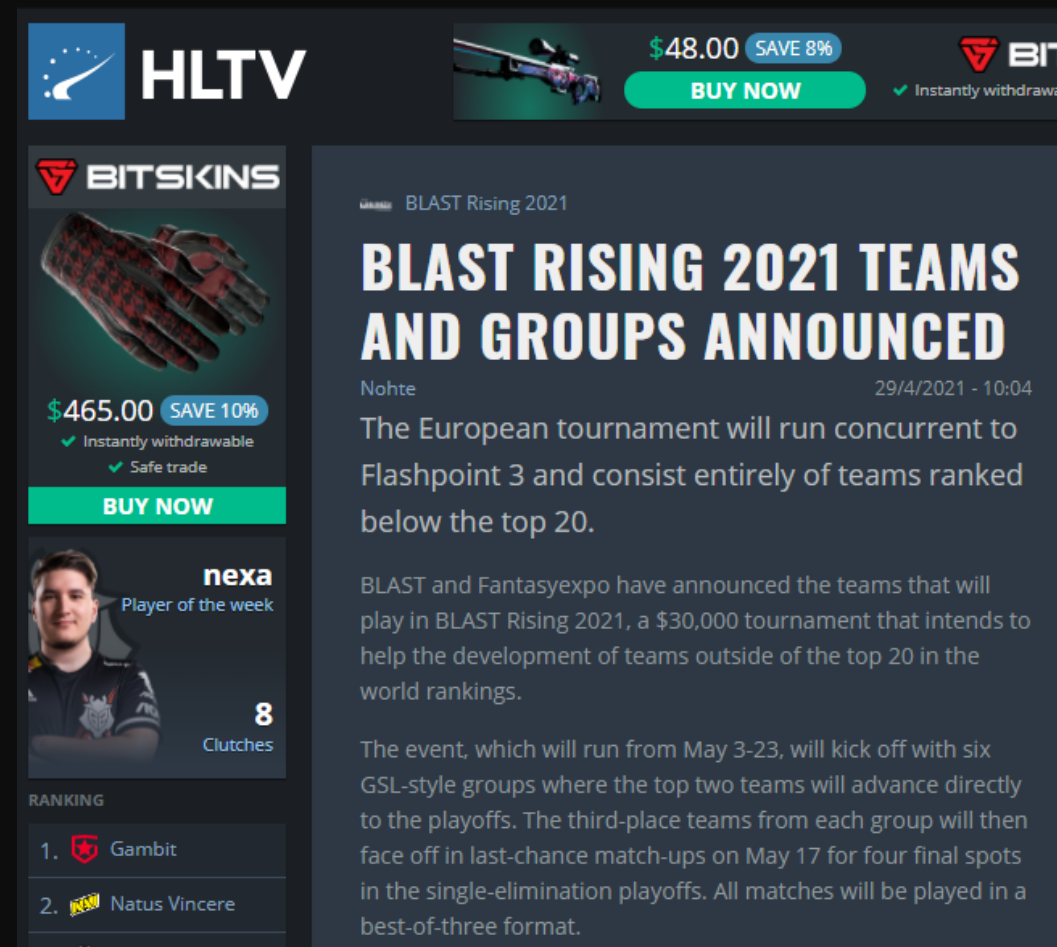 HLTV
$48.00 SAVE 8%
BUY NOW
Instantly
BITSKINS
$465.00 SAVE 10%
Instantly withdrawable
Safe trade
BUY NOW
nexa
Player of the week
8
Clutches
RANKING
1. Gambit
2. Natus Vincere
BLAST Rising 2021
BLAST RISING 2021 TEAMS
AND GROUPS ANNOUNCED
Nohte 29/4/2021 - 10:04
The European tournament will run concurrent to
Flashpoint 3 and consist entirely of teams ranked
below the top 20.
BLAST and Fantasyexpo have announced the teams that will
play in BLAST Rising 2021, a $30,000 tournament that intends to
help the development of teams outside of the top 20 in the
world rankings.
The event, which will run from May 3-23, will kick off with six
GSL-style groups where the top two teams will advance directly
to the playoffs. The third-place teams from each group will then
face off in last-chance match-ups on May 17 for four final spots
in the single-elimination playoffs. All matches will be played in a
best-of-three format.